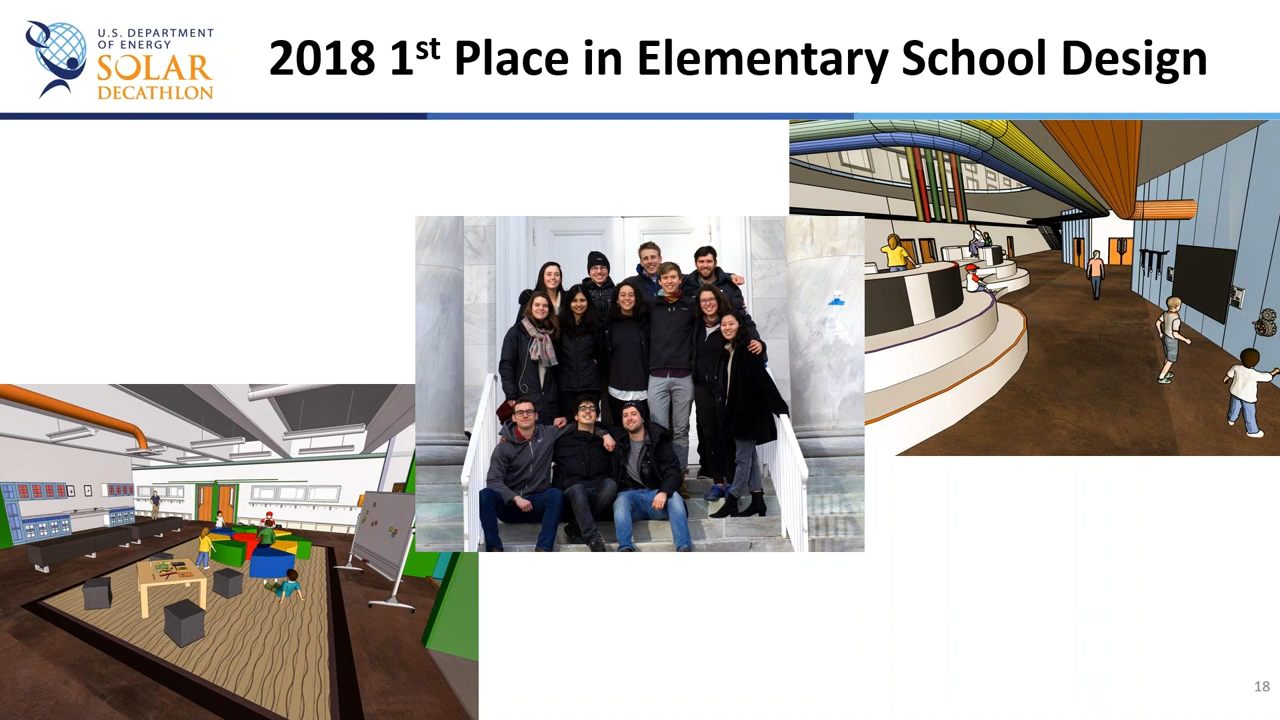 U.S. DEPARTMENT
OF ENERGY
SOLAR
DECATHLON
2018 1st Place in Elementary School Design
18